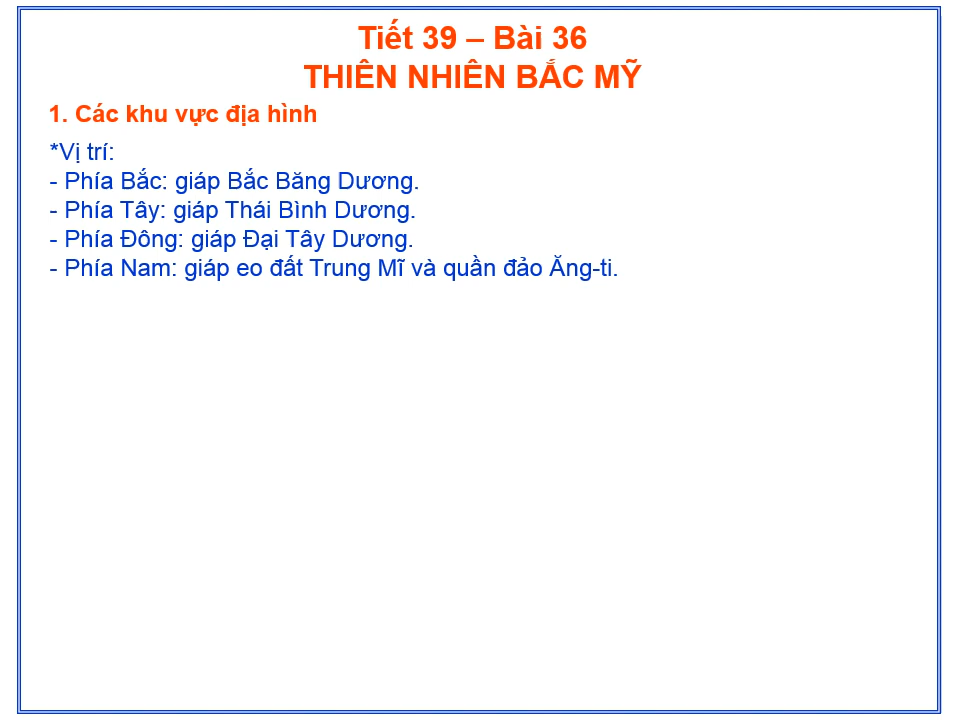 Tiết 39 – Bài 36
THIÊN NHIÊN BẮC MỸ
1. Các khu vực địa hình
*Vị trí:
- Phía Bắc: giáp Bắc Băng Dương.
- Phía Tây: giáp Thái Bình Dương.
- Phía Đông: giáp Đại Tây Dương.
- Phía Nam: giáp eo đất Trung Mĩ và quần đảo Ăng-ti.